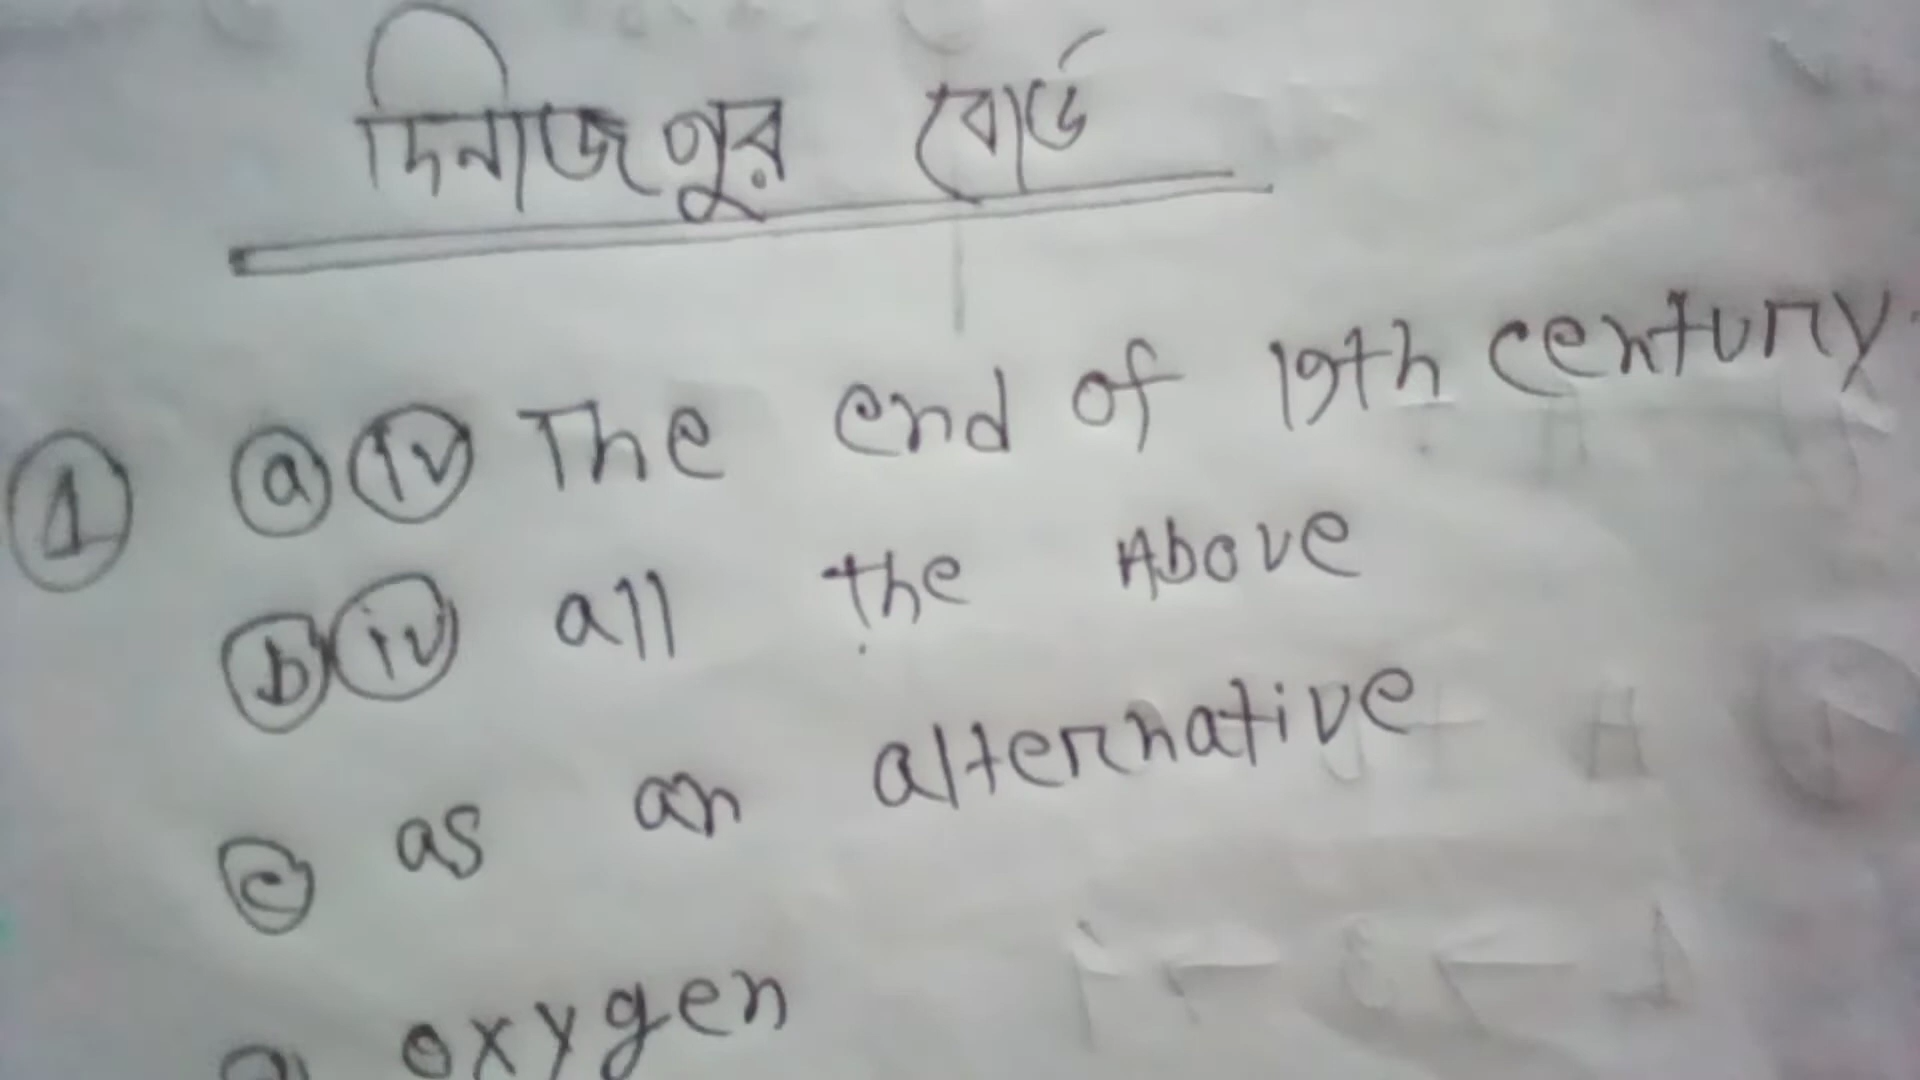 দিনাজপুর বোর্ড
1 a iv The end of 19th century
b iv all the Above
c as an alternative
oxygen